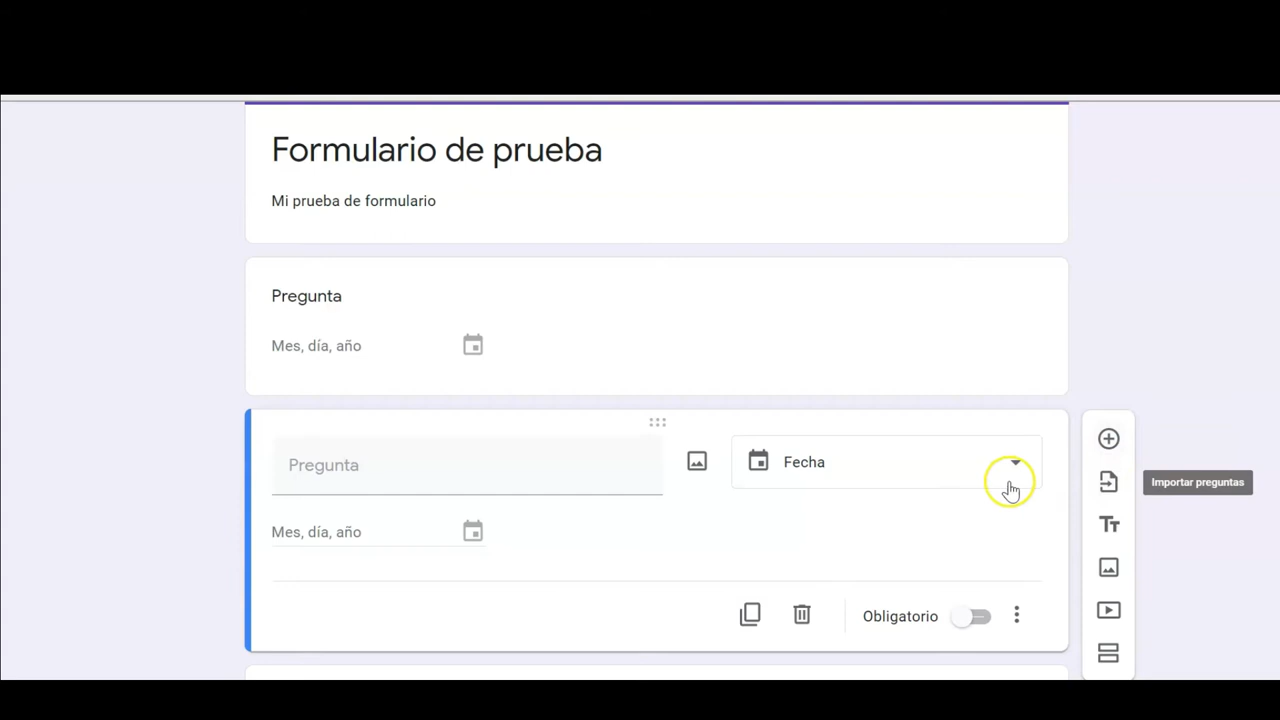 Formulario de prueba
Mi prueba de formulario
Pregunta
Mes, día, año
Pregunta
Fecha
Importar preguntas
Mes, día, año
Obligatorio